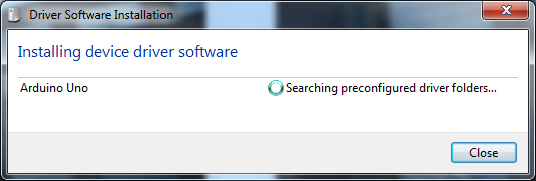 Driver Software Installation
Installing device driver software
Arduino Uno Searching preconfigured driver folders...
Close